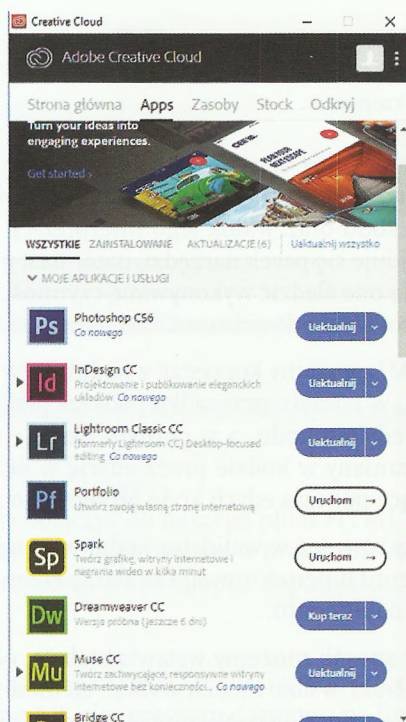 Creative Cloud
Adobe Creative Cloud
Strona główna Apps Zasoby Stock Odkryj
Turn your ideas into
engaging experiences.
Get started ›
WSZYSTKIE ZAINSTALOWANE AKTUALIZACJE (6) Uaktualnij wszystko
MOJE APLIKACJE I USŁUGI
Ps Photoshop CS6
Co nowego
Uaktualnij
Id InDesign CC
Projektowanie i publikowanie eleganckich
układów. Co nowego
Uaktualnij
Lr Lightroom Classic CC
(formerly Lightroom CC) Desktop-focused
editing. Co nowego
Uaktualnij
Pf Portfolio
Utwórz swoją własną stronę internetową
Uruchom →
Sp Spark
Twórz grafikę, witryny internetowe i
nagrania wideo w kilka minut
Uruchom →
Dw Dreamweaver CC
Wersja próbna (jeszcze 6 dni)
Kup teraz
Mu Muse CC
Twórz zachwycające, responsywne witryny
internetowe bez konieczności... Co nowego
Uaktualnij
Bridge CC